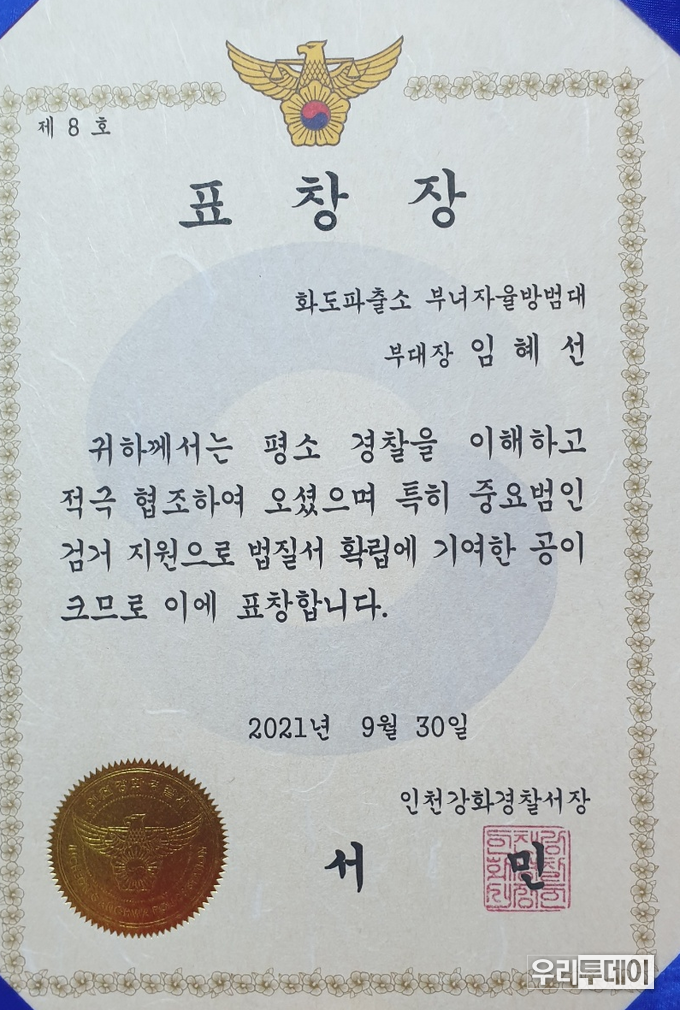 제 8 호
표 창 장
화도파출소 부녀자율방범대
부대장 임 혜 선
귀하께서는 평소 경찰을 이해하고
적극 협조하여 오셨으며 특히 중요범인
검거 지원으로 법질서 확립에 기여한 공이
크므로 이에 표창합니다.
2021년 9월 30일
인천강화경찰서장
서 민
우리투데이